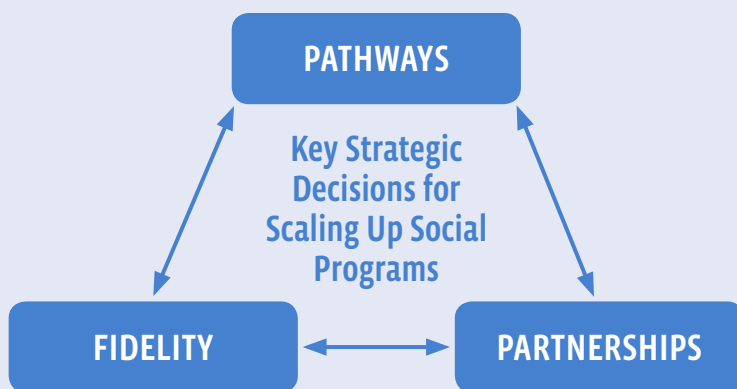 PATHWAYS
Key Strategic
Decisions for
Scaling Up Social
Programs
FIDELITY
PARTNERSHIPS